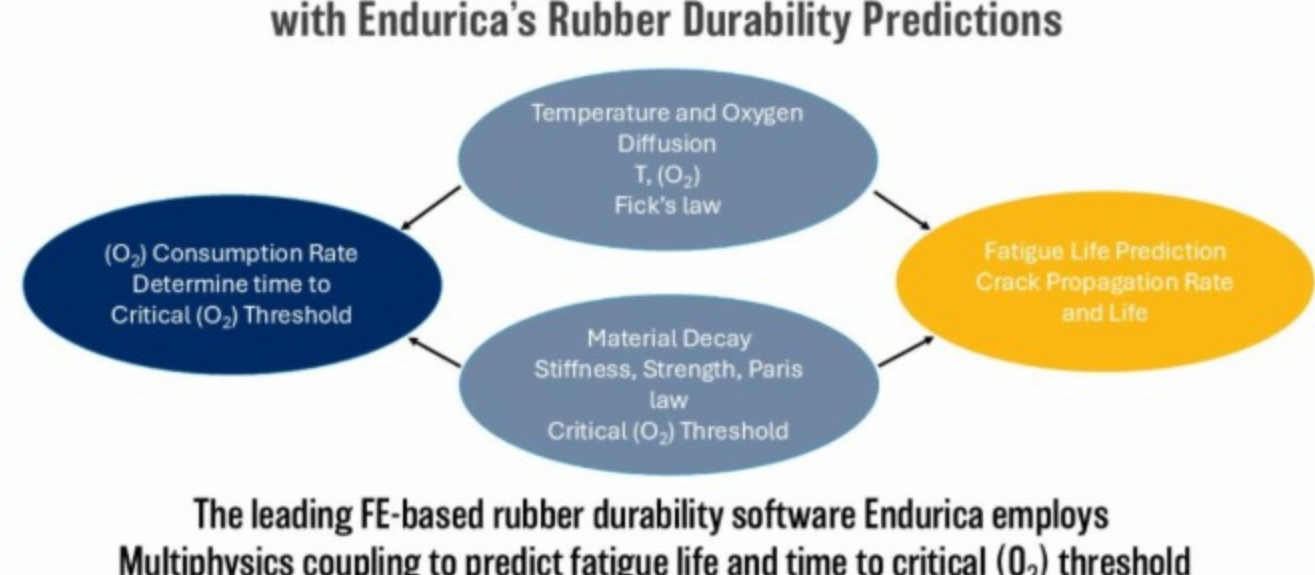 with Endurica's Rubber Durability Predictions
Temperature and Oxygen
Diffusion
T, (O₂)
Fick's law
(O₂) Consumption Rate
Determine time to
Critical (O₂) Threshold
Fatigue Life Prediction
Crack Propagation Rate
and Life
Material Decay
Stiffness, Strength, Paris
law
Critical (O₂) Threshold
The leading FE-based rubber durability software Endurica employs
Multiphysics coupling to predict fatigue life and time to critical (O₂) threshold